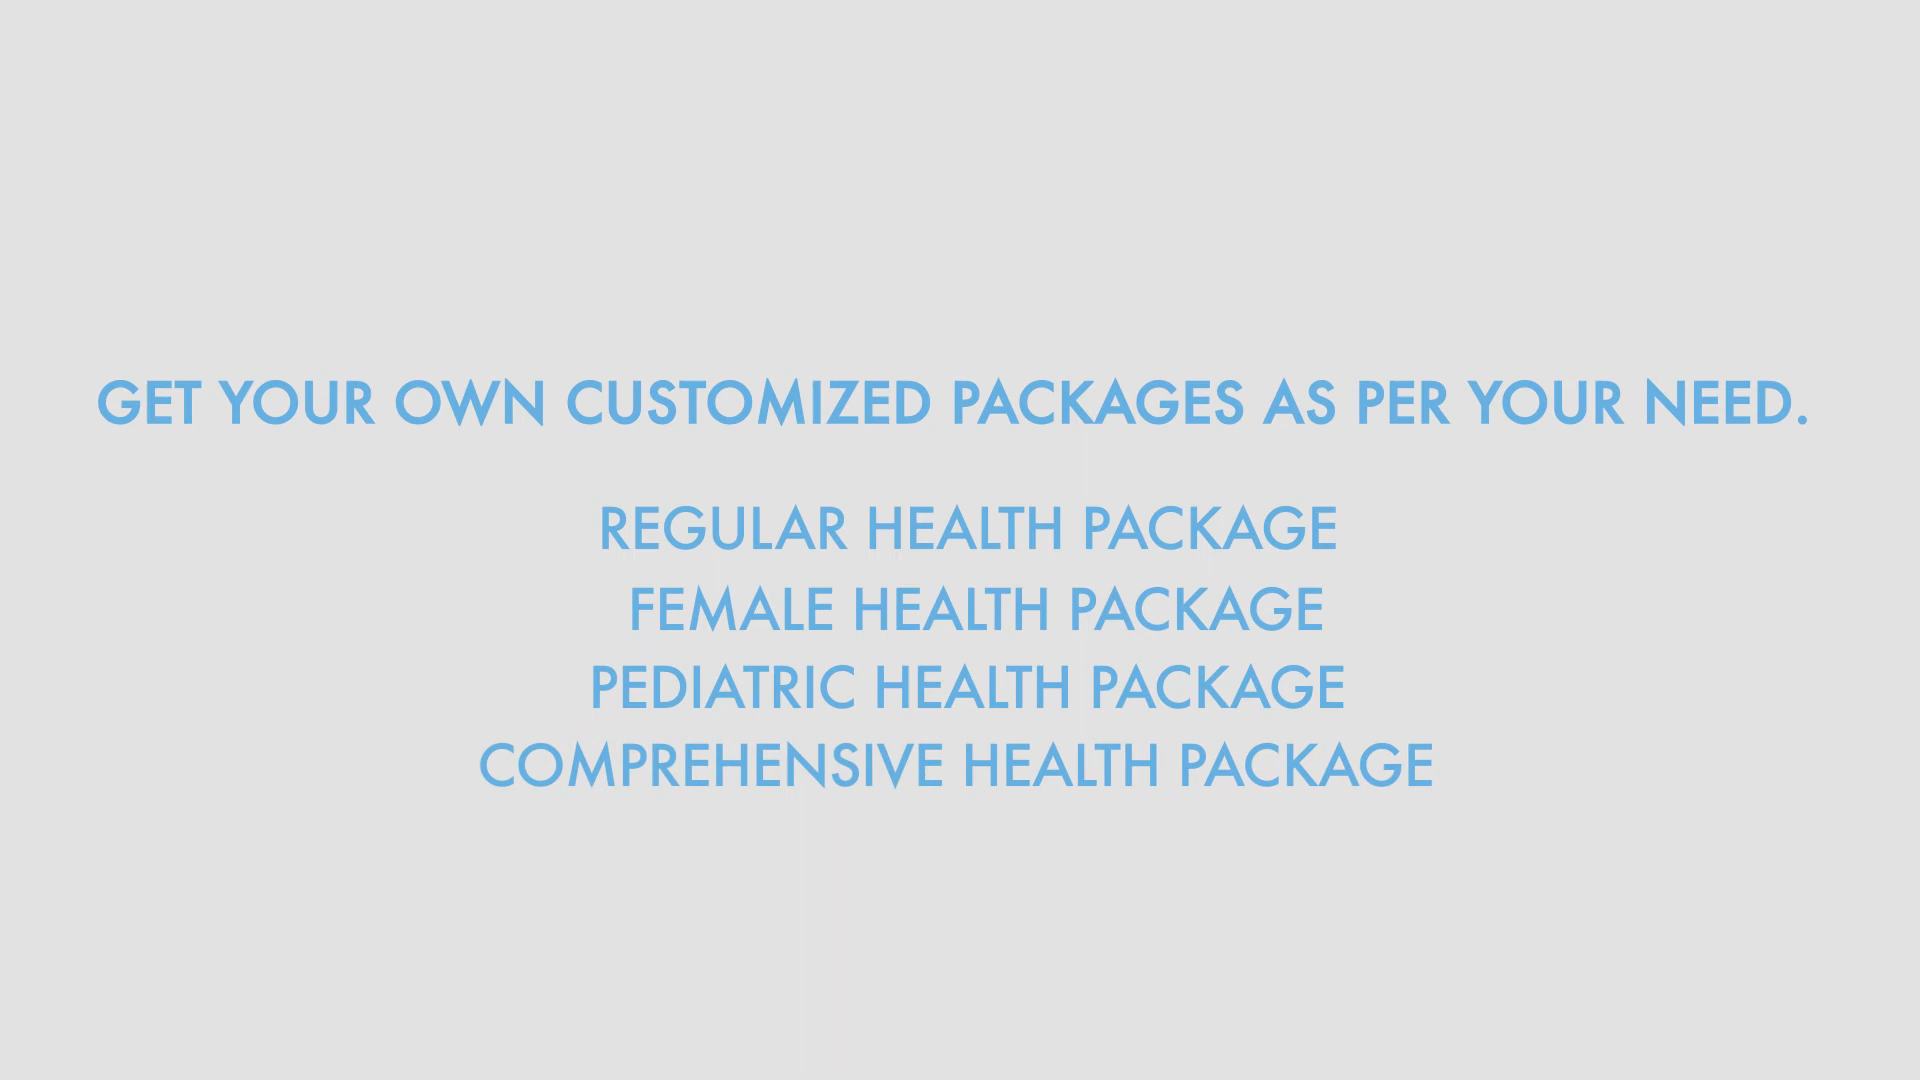 GET YOUR OWN CUSTOMIZED PACKAGES AS PER YOUR NEED.
REGULAR HEALTH PACKAGE
FEMALE HEALTH PACKAGE
PEDIATRIC HEALTH PACKAGE
COMPREHENSIVE HEALTH PACKAGE